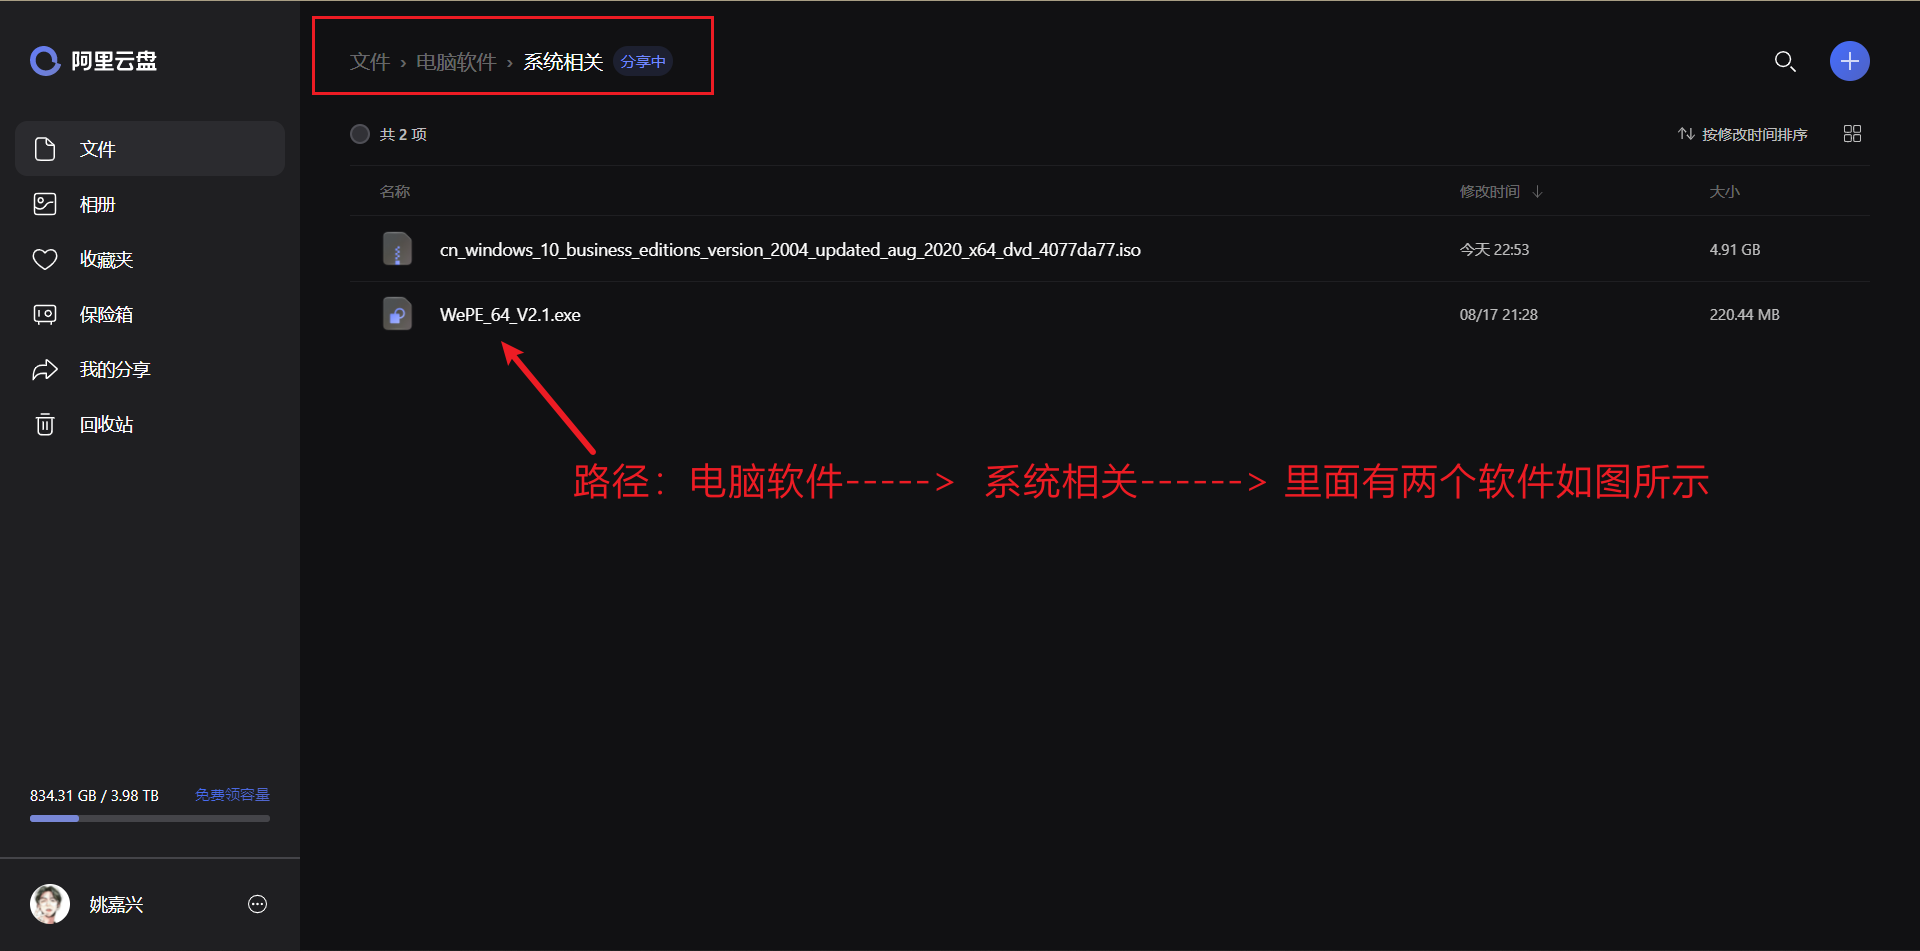 阿里云盘
文件
相册
收藏夹
保险箱
我的分享
回收站
834.31 GB / 3.98 TB 免费领容量
姚嘉兴
文件 › 电脑软件 › 系统相关 分享中
共 2 项 按修改时间排序
名称 修改时间 大小
cn_windows_10_business_editions_version_2004_updated_aug_2020_x64_dvd_4077da77.iso 今天 22:53 4.91 GB
WePE_64_V2.1.exe 08/17 21:28 220.44 MB
路径：电脑软件-----> 系统相关------> 里面有两个软件如图所示